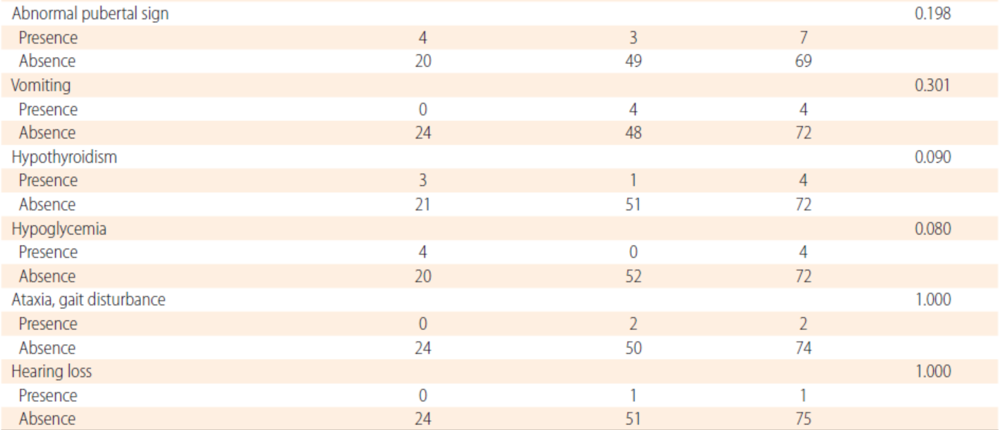 Abnormal pubertal sign 0.198
Presence 4 3 7
Absence 20 49 69
Vomiting 0.301
Presence 0 4 4
Absence 24 48 72
Hypothyroidism 0.090
Presence 3 1 4
Absence 21 51 72
Hypoglycemia 0.080
Presence 4 0 4
Absence 20 52 72
Ataxia, gait disturbance 1.000
Presence 0 2 2
Absence 24 50 74
Hearing loss 1.000
Presence 0 1 1
Absence 24 51 75